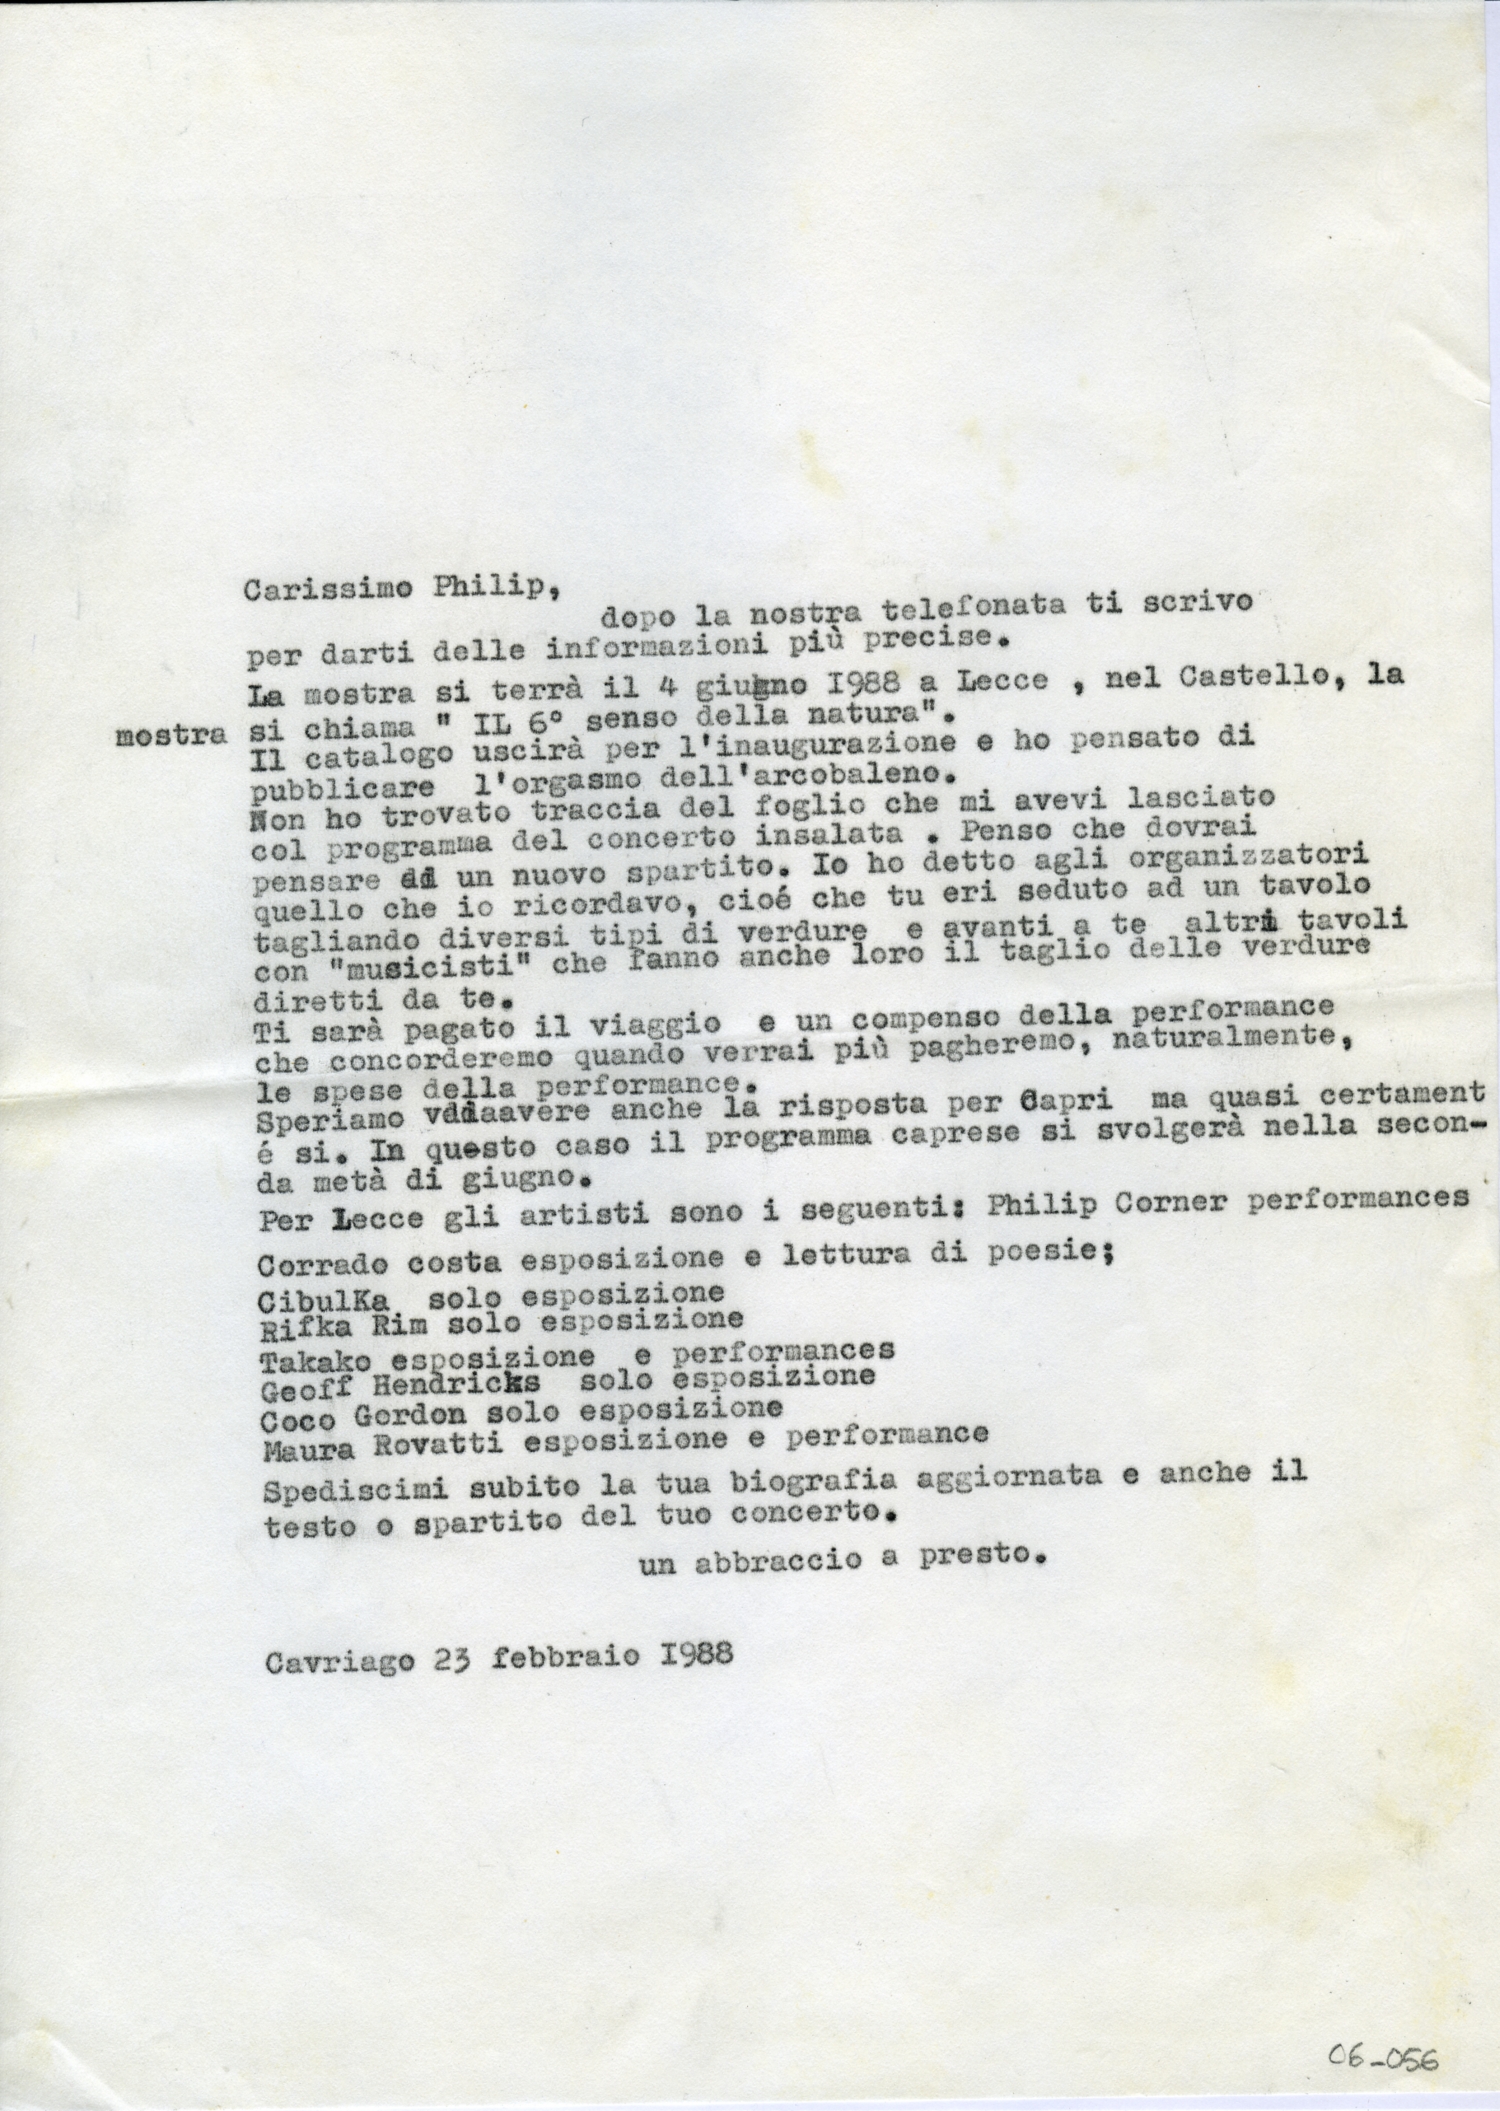 Carissimo Philip,
dopo la nostra telefonata ti scrivo
per darti delle informazioni più precise.
La mostra si terrà il 4 giugno I988 a Lecce , nel Castello, la
mostra si chiama " IL 6° senso della natura".
Il catalogo uscirà per l'inaugurazione e ho pensato di
pubblicare l'orgasmo dell'arcobaleno.
Non ho trovato traccia del foglio che mi avevi lasciato
col programma del concerto insalata . Penso che dovrai
pensare ad un nuovo spartito. Io ho detto agli organizzatori
quello che io ricordavo, cioé che tu eri seduto ad un tavolo
tagliando diversi tipi di verdure e avanti a te altri tavoli
con "musicisti" che fanno anche loro il taglio delle verdure
diretti da te.
Ti sarà pagato il viaggio e un compenso della performance
che concorderemo quando verrai più pagheremo, naturalmente,
le spese della performance.
Speriamo avere anche la risposta per Capri ma quasi certament
é si. In questo caso il programma caprese si svolgerà nella secon-
da metà di giugno.
Per Lecce gli artisti sono i seguenti: Philip Corner performances
Corrado costa esposizione e lettura di poesie;
CibulKa solo esposizione
Rifka Rim solo esposizione
Takako esposizione e performances
Geoff Hendricks solo esposizione
Coco Gordon solo esposizione
Maura Rovatti esposizione e performance
Spediscimi subito la tua biografia aggiornata e anche il
testo o spartito del tuo concerto.
un abbraccio a presto.
Cavriago 23 febbraio I988
06-056